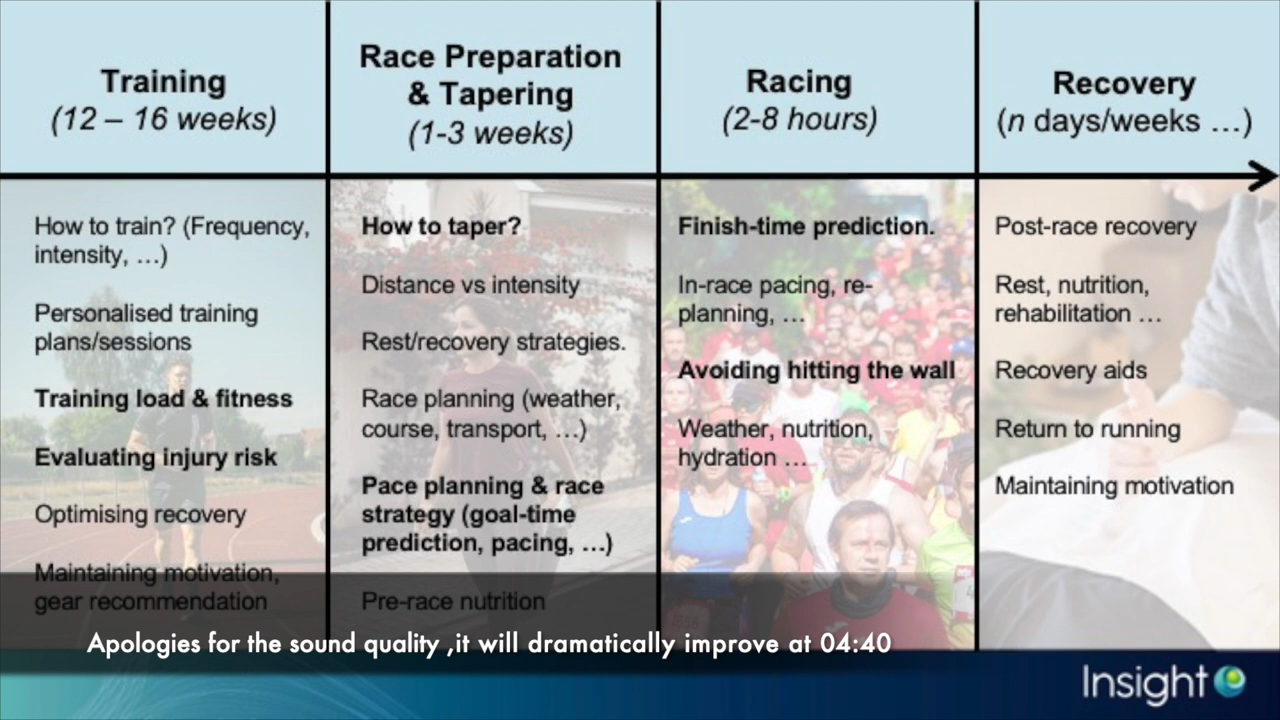 Training
(12 – 16 weeks)
Race Preparation
& Tapering
(1-3 weeks)
Racing
(2-8 hours)
Recovery
(n days/weeks …)
How to train? (Frequency,
intensity, …)
Personalised training
plans/sessions
Training load & fitness
Evaluating injury risk
Optimising recovery
Maintaining motivation,
gear recommendation
How to taper?
Distance vs intensity
Rest/recovery strategies.
Race planning (weather,
course, transport, …)
Pace planning & race
strategy (goal-time
prediction, pacing, …)
Pre-race nutrition
Finish-time prediction.
In-race pacing, re-
planning, …
Avoiding hitting the wall
Weather, nutrition,
hydration …
Post-race recovery
Rest, nutrition,
rehabilitation …
Recovery aids
Return to running
Maintaining motivation
Apologies for the sound quality ,it will dramatically improve at 04:40
Insight